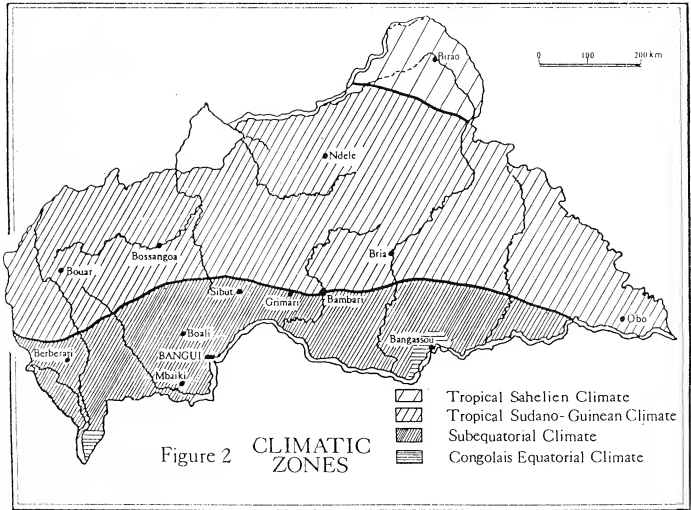 Birao
0 100 200 km
Ndele
Bossangoa
Bria
Bouar
Sibut
Grimari
Bambari
Obo
Boali
Berberati
BANGUI
Bangassou
Mbaiki
Tropical Sahelien Climate
Tropical Sudano-Guinean Climate
Subequatorial Climate
Congolais Equatorial Climate
Figure 2 CLIMATIC
ZONES